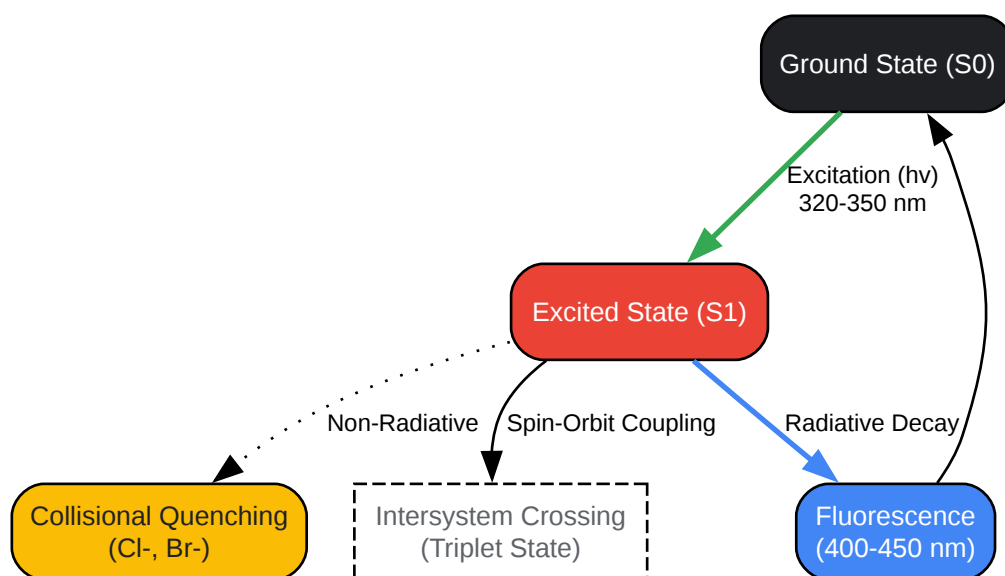 Ground State (S0)
Excitation (hv)
320-350 nm
Excited State (S1)
Non-Radiative
Spin-Orbit Coupling
Radiative Decay
Collisional Quenching
(Cl-, Br-)
Intersystem Crossing
(Triplet State)
Fluorescence
(400-450 nm)